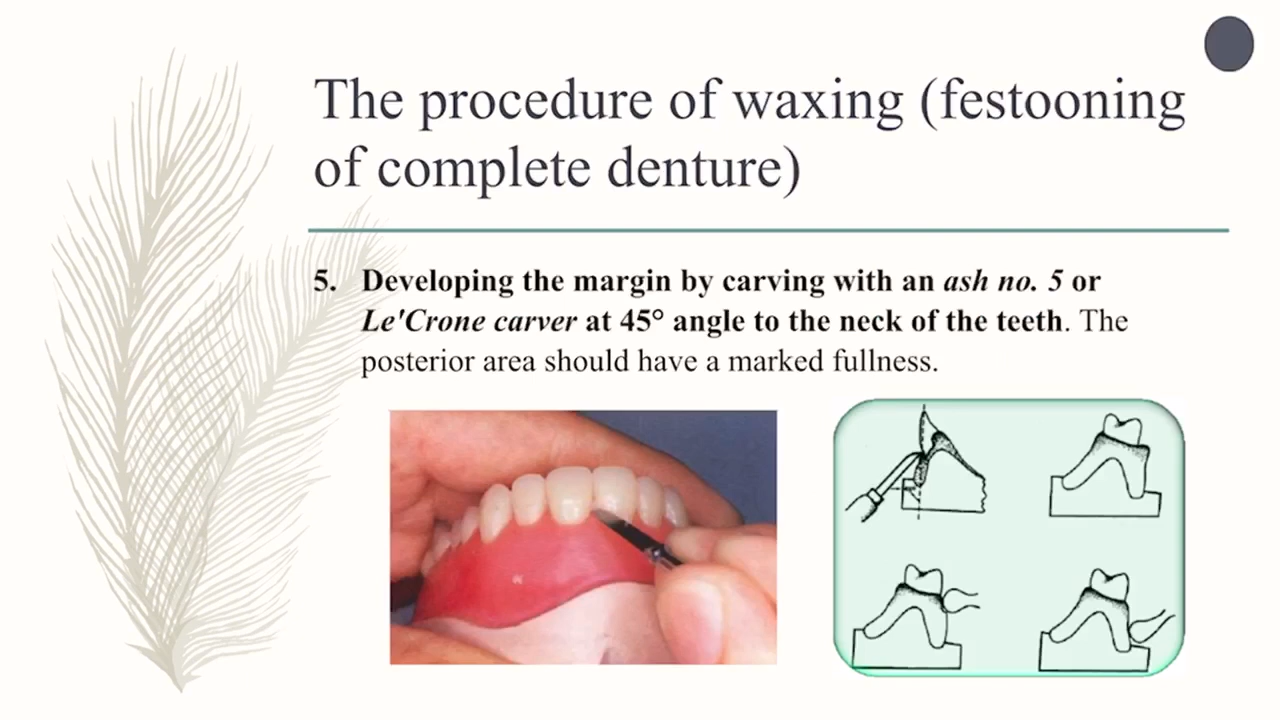 The procedure of waxing (festooning
of complete denture)
5. Developing the margin by carving with an ash no. 5 or
Le'Crone carver at 45° angle to the neck of the teeth. The
posterior area should have a marked fullness.